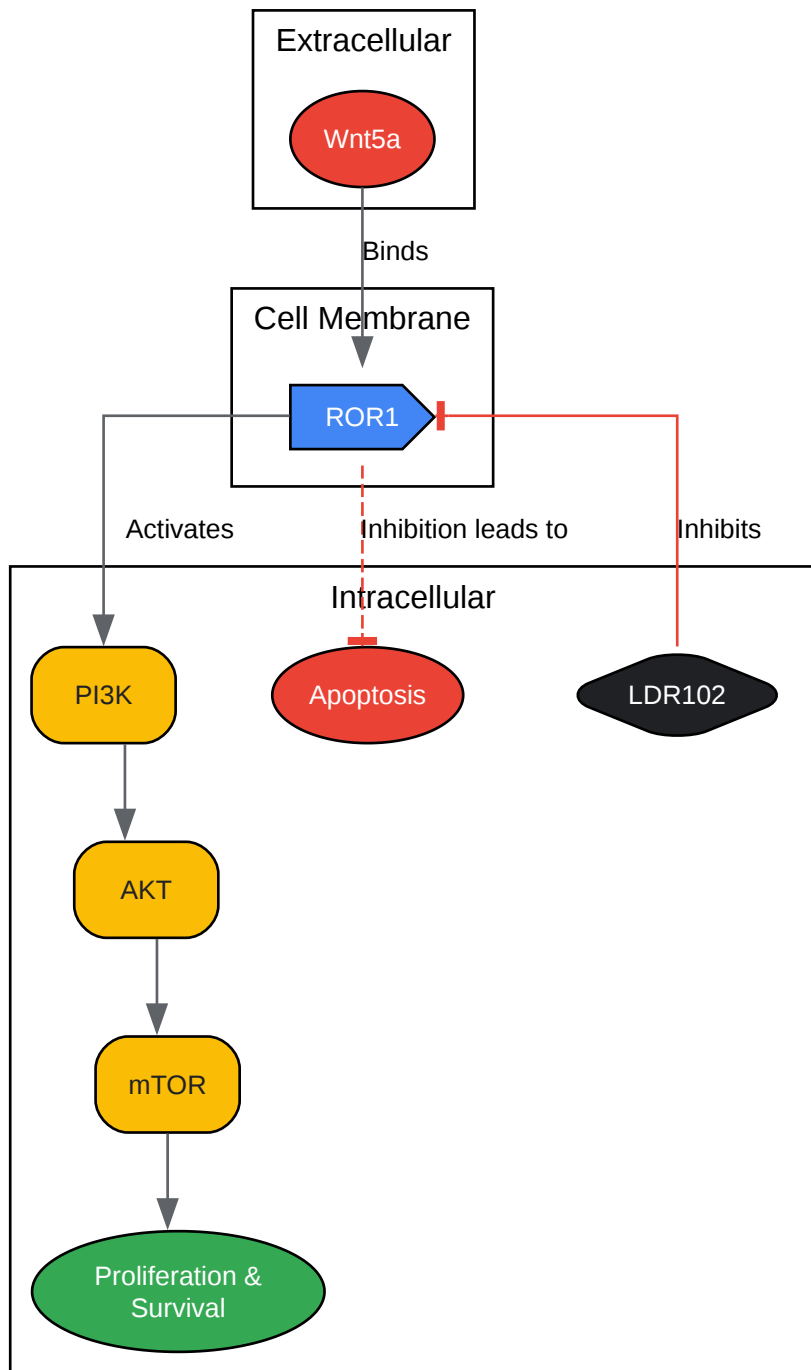 Extracellular
Wnt5a
Binds
Cell Membrane
ROR1
Activates
Inhibition leads to
Inhibits
Intracellular
PI3K
Apoptosis
LDR102
AKT
mTOR
Proliferation &
Survival